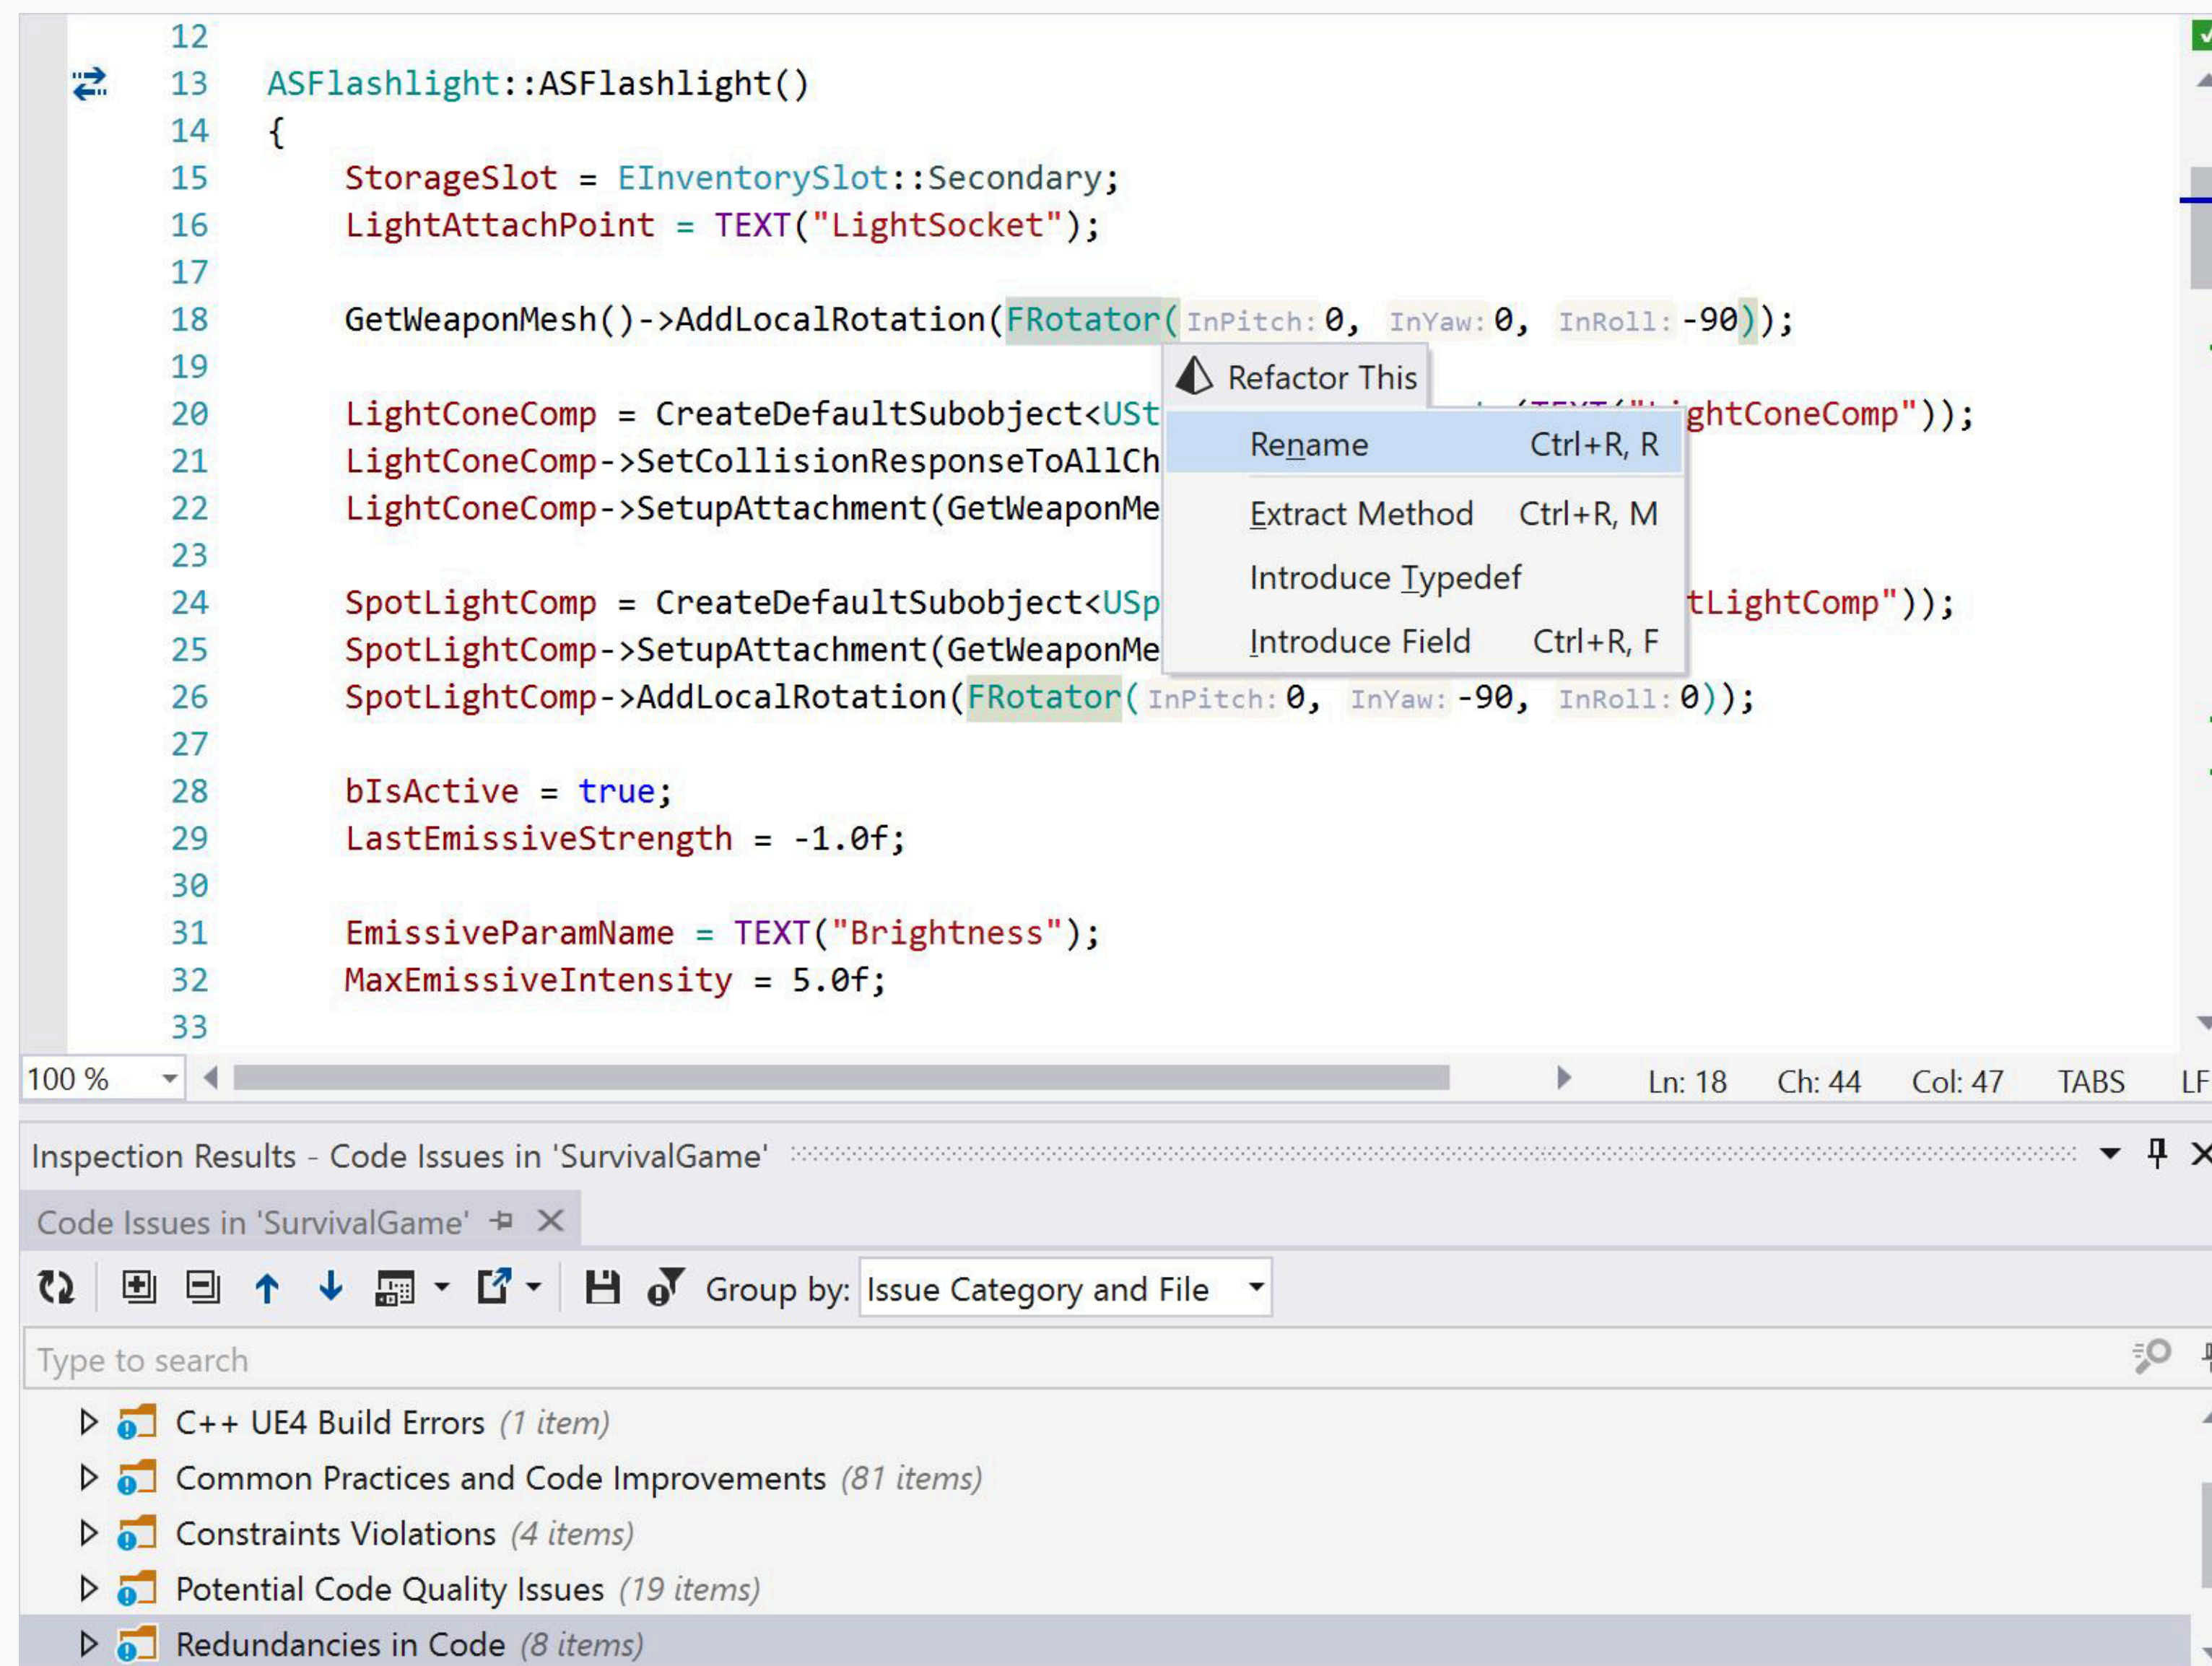 12
13 ASFlashlight::ASFlashlight()
14 {
15 StorageSlot = EInventorySlot::Secondary;
16 LightAttachPoint = TEXT("LightSocket");
17
18 GetWeaponMesh()->AddLocalRotation(FRotator( InPitch: 0, InYaw: 0, InRoll: -90));
19
Refactor This
20 LightConeComp = CreateDefaultSubobject<USt ghtConeComp"));
Rename Ctrl+R, R
21 LightConeComp->SetCollisionResponseToAllCh
22 LightConeComp->SetupAttachment(GetWeaponMe
Extract Method Ctrl+R, M
23
Introduce Typedef
24 SpotLightComp = CreateDefaultSubobject<USp tLightComp"));
25 SpotLightComp->SetupAttachment(GetWeaponMe
Introduce Field Ctrl+R, F
26 SpotLightComp->AddLocalRotation(FRotator( InPitch: 0, InYaw: -90, InRoll: 0));
27
28 bIsActive = true;
29 LastEmissiveStrength = -1.0f;
30
31 EmissiveParamName = TEXT("Brightness");
32 MaxEmissiveIntensity = 5.0f;
33
100 % Ln: 18 Ch: 44 Col: 47 TABS LF
Inspection Results - Code Issues in 'SurvivalGame'
Code Issues in 'SurvivalGame'
Group by: Issue Category and File
Type to search
C++ UE4 Build Errors (1 item)
Common Practices and Code Improvements (81 items)
Constraints Violations (4 items)
Potential Code Quality Issues (19 items)
Redundancies in Code (8 items)